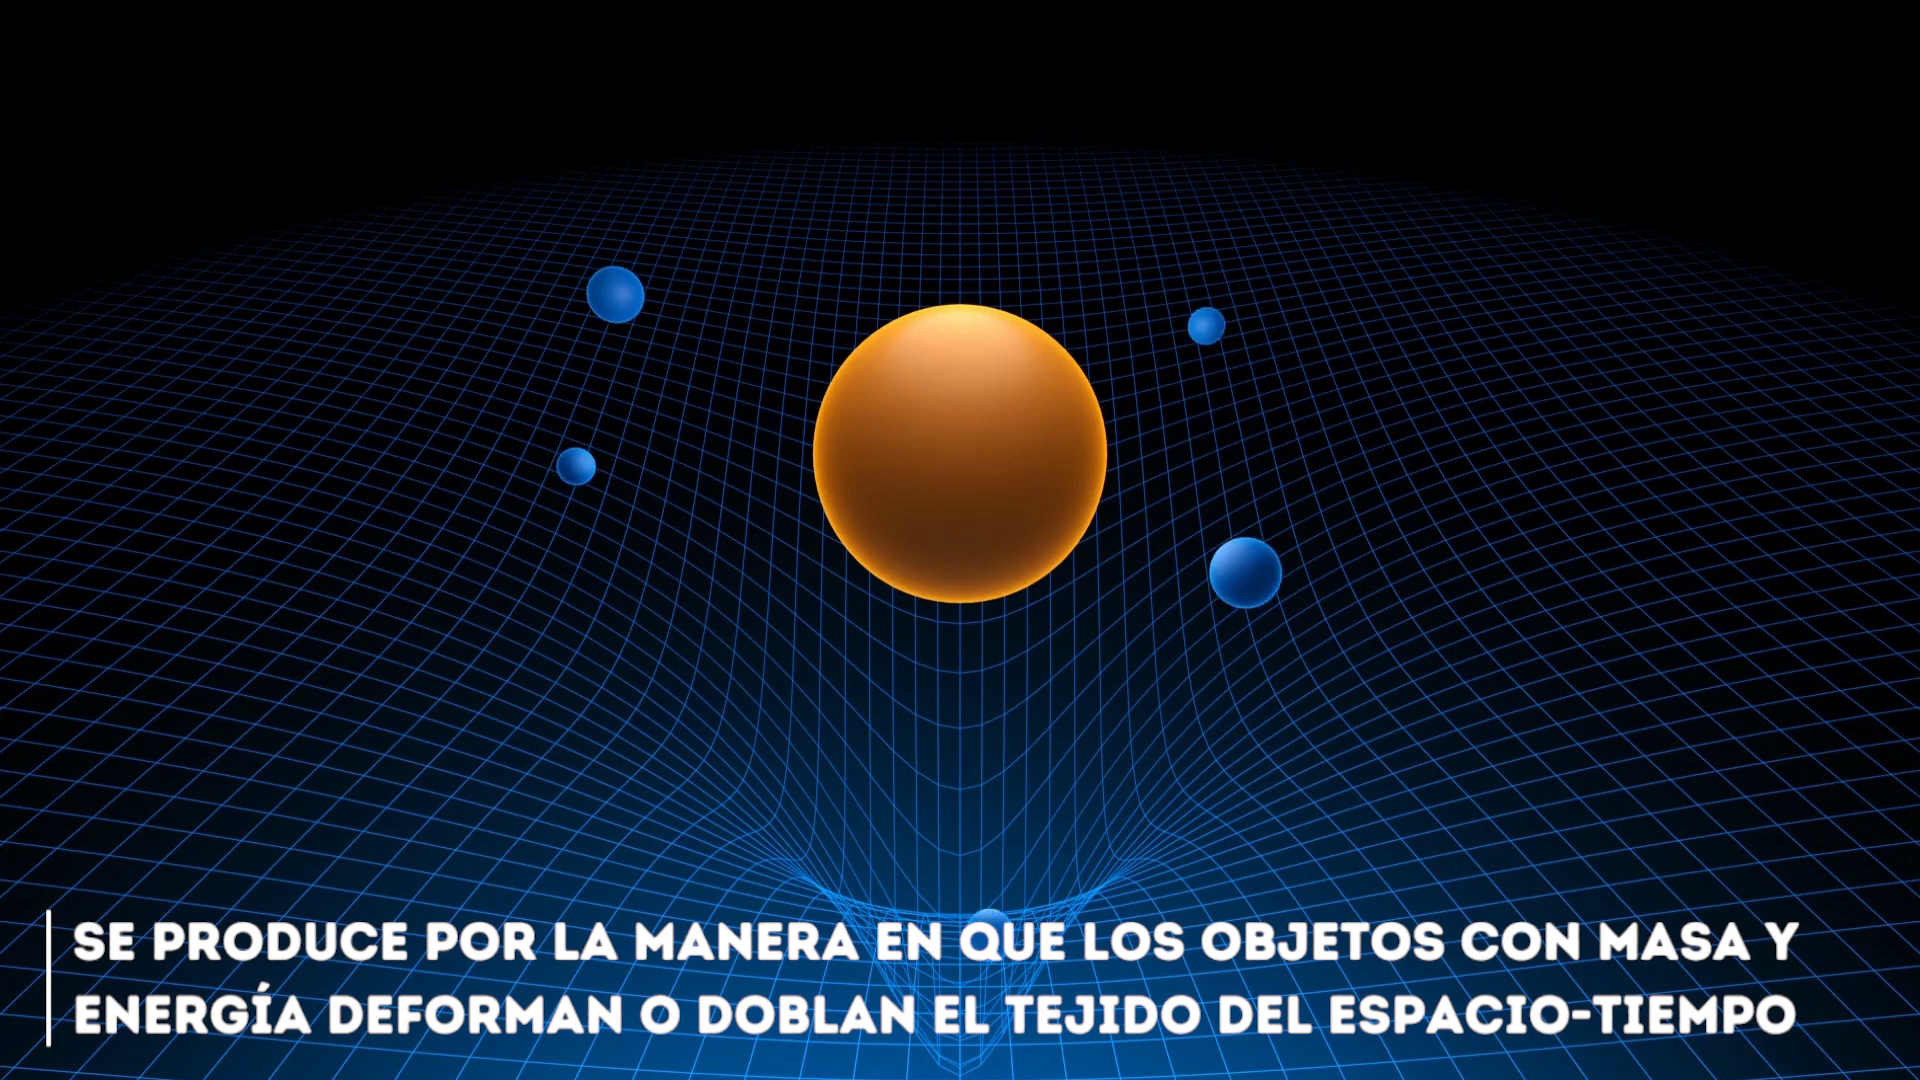 SE PRODUCE POR LA MANERA EN QUE LOS OBJETOS CON MASA Y
ENERGÍA DEFORMAN O DOBLAN EL TEJIDO DEL ESPACIO-TIEMPO